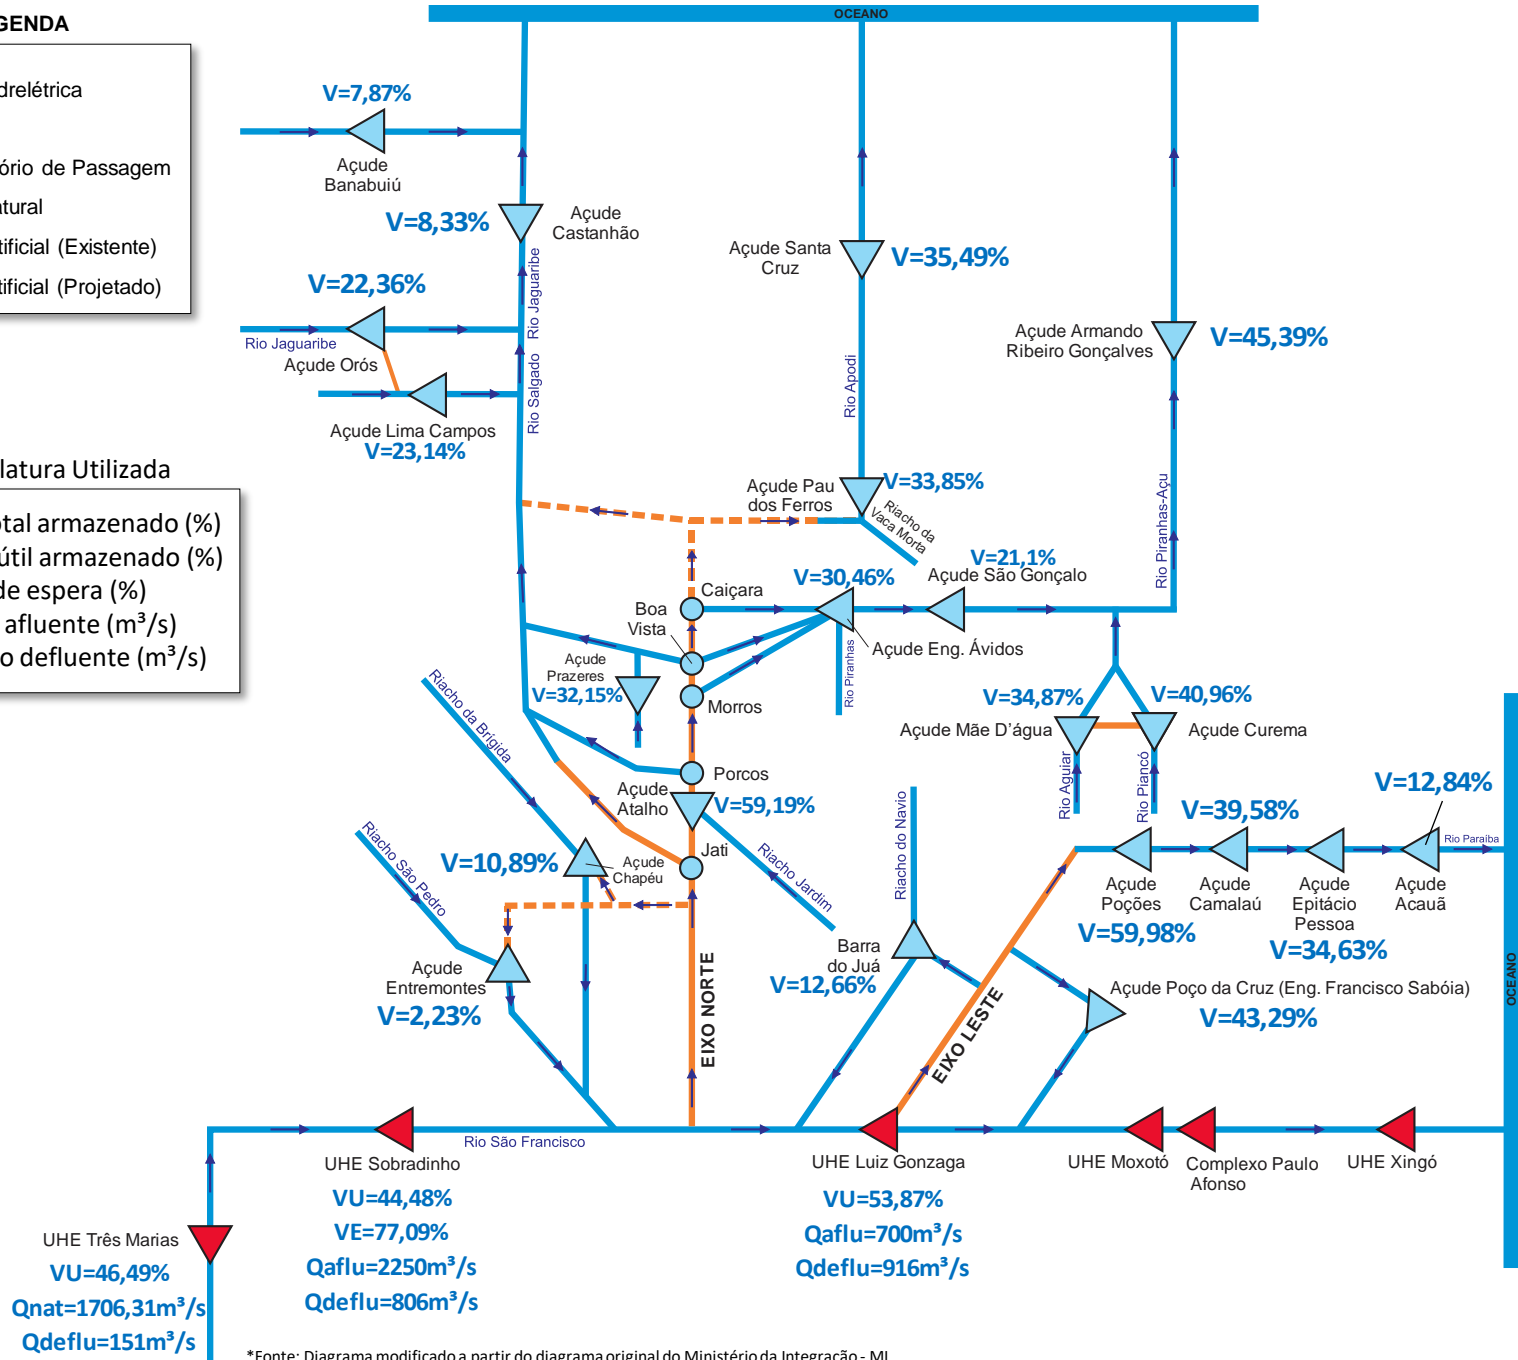 OCEANO
GENDA
drelétrica
ório de Passagem
atural
tificial (Existente)
tificial (Projetado)
V=7,87%
Açude
Banabuiú
V=8,33%
Açude
Castanhão
Rio Jaguaribe
V=22,36%
Rio Jaguaribe
Açude Orós
Rio Salgado
Açude Lima Campos
V=23,14%
Açude Santa
Cruz
V=35,49%
Rio Apodi
Açude Armando
Ribeiro Gonçalves
V=45,39%
Rio Piranhas-Açu
latura Utilizada
otal armazenado (%)
útil armazenado (%)
de espera (%)
afluente (m³/s)
o defluente (m³/s)
Açude Pau
dos Ferros
V=33,85%
Riacho da
Vaca Morta
V=21,1%
Açude São Gonçalo
V=30,46%
Caiçara
Boa
Vista
Açude Eng. Ávidos
Rio Piranhas
Açude
Prazeres
V=32,15%
Morros
Riacho da Brígida
Porcos
Açude
Atalho
V=59,19%
V=34,87%
Açude Mãe D'água
V=40,96%
Açude Curema
Rio Aguiar
Rio Piancó
Riacho São Pedro
V=10,89%
Açude
Chapéu
Jati
Riacho Jardim
Riacho do Navio
V=12,84%
V=39,58%
Rio Paraíba
Açude
Poções
V=59,98%
Açude
Camalaú
Açude
Epitácio
Pessoa
V=34,63%
Açude
Acauã
Açude
Entremontes
V=2,23%
EIXO NORTE
Barra
do Juá
V=12,66%
EIXO LESTE
Açude Poço da Cruz (Eng. Francisco Sabóia)
V=43,29%
OCEANO
Rio São Francisco
UHE Sobradinho
VU=44,48%
VE=77,09%
Qaflu=2250m³/s
Qdeflu=806m³/s
UHE Luiz Gonzaga
VU=53,87%
Qaflu=700m³/s
Qdeflu=916m³/s
UHE Moxotó
Complexo Paulo
Afonso
UHE Xingó
UHE Três Marias
VU=46,49%
Qnat=1706,31m³/s
Qdeflu=151m³/s
*Fonte: Diagrama modificado a partir do diagrama original do Ministério da Integração - MI